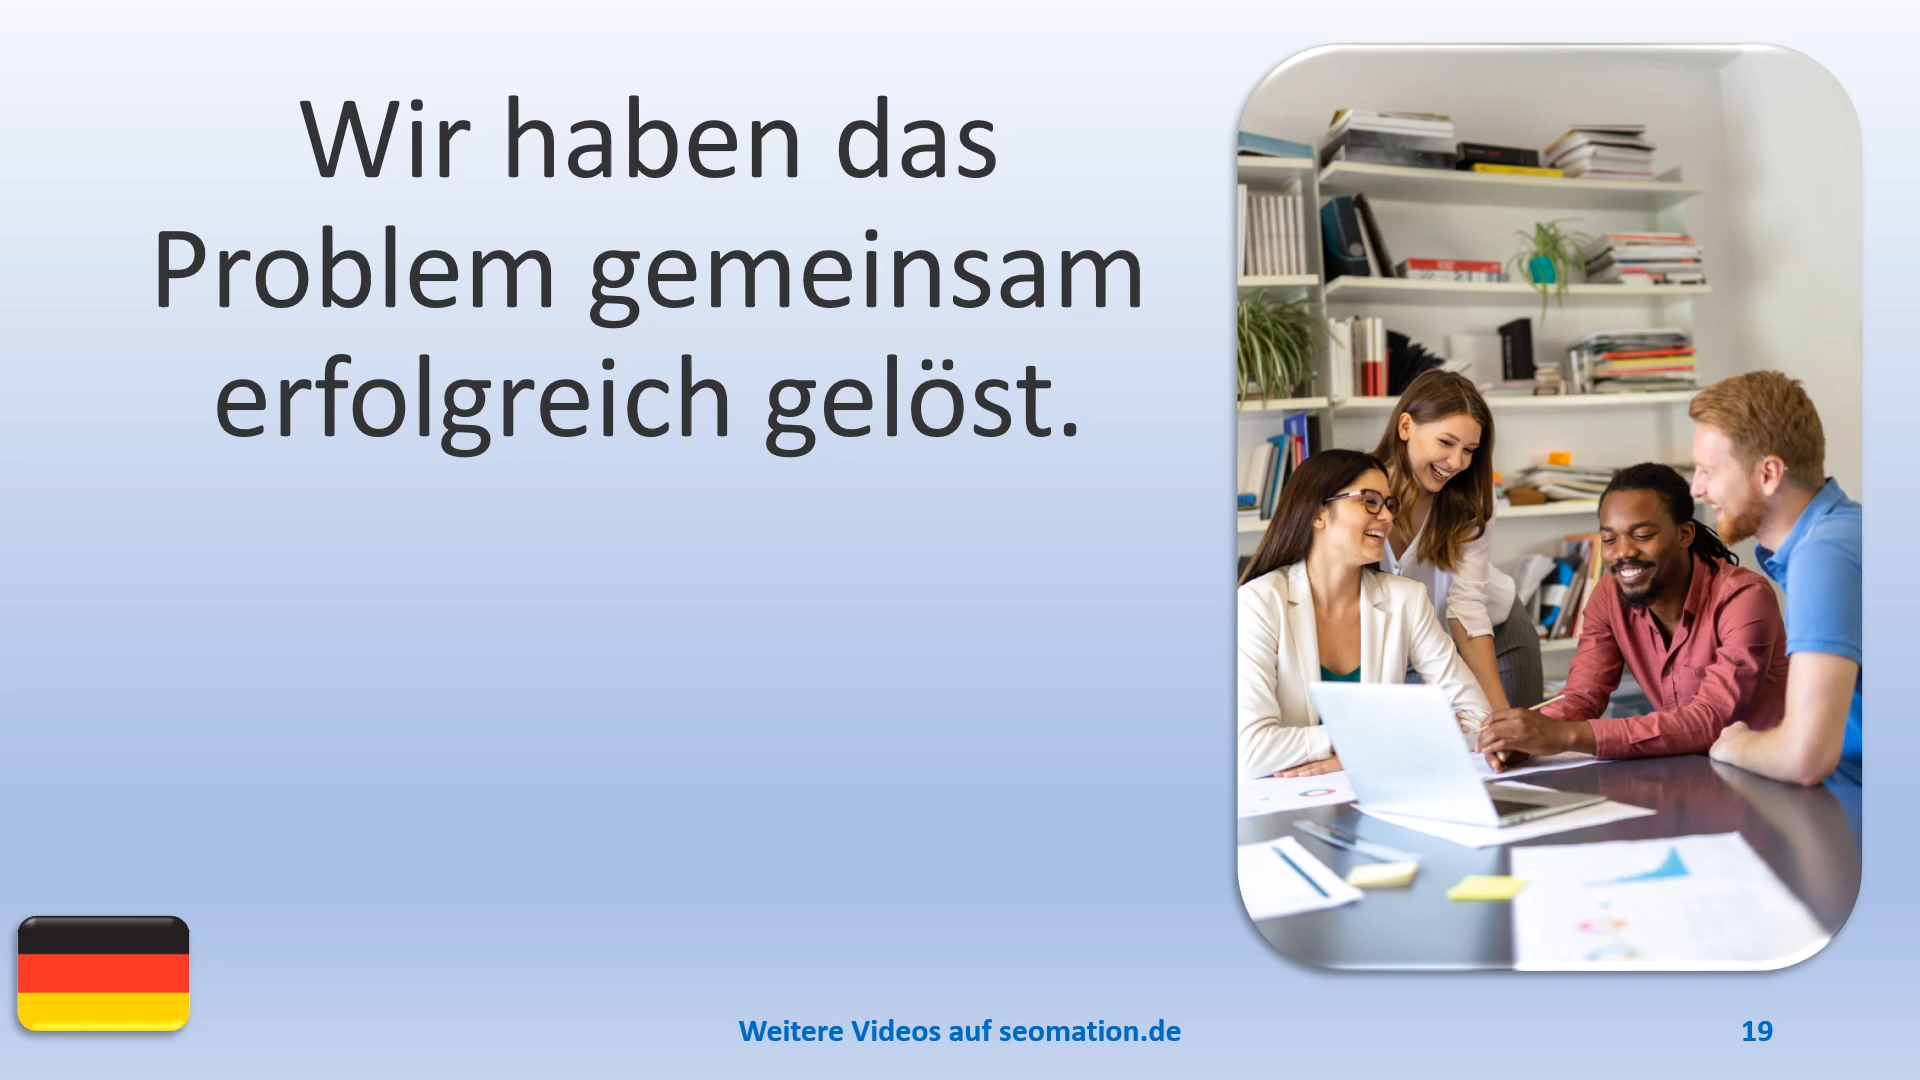 Wir haben das
Problem gemeinsam
erfolgreich gelöst.
Weitere Videos auf seomation.de
19